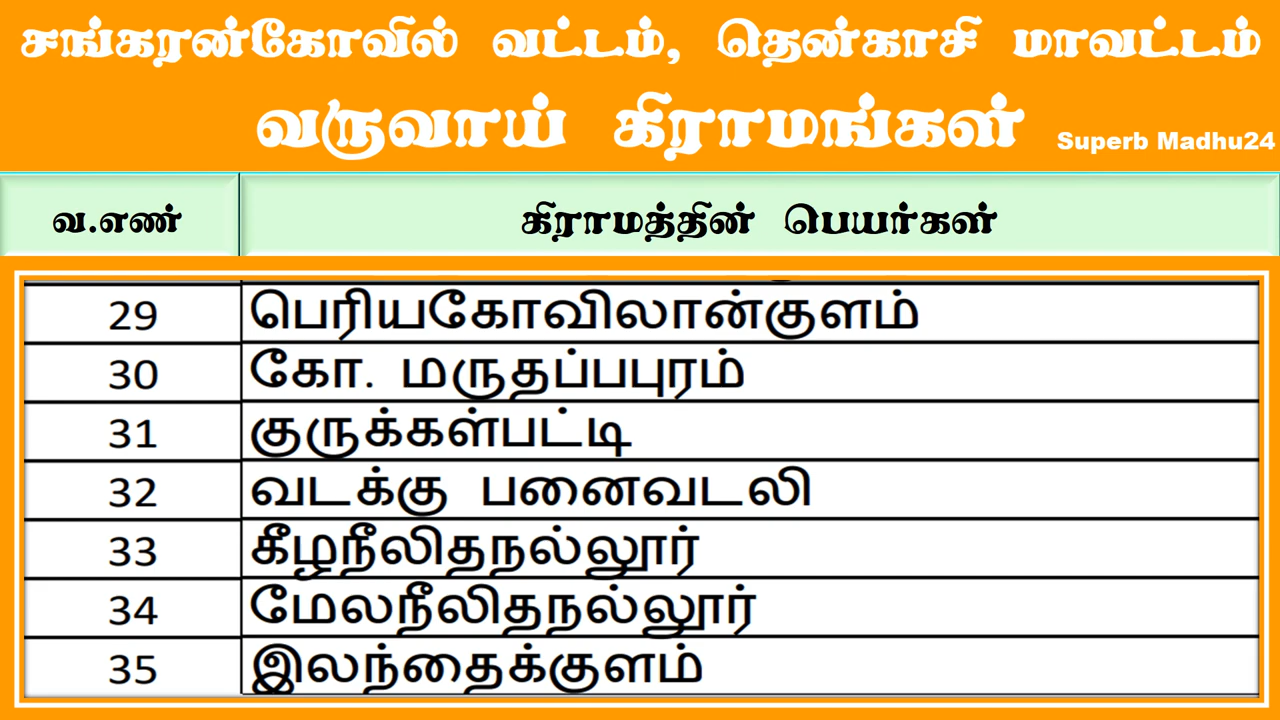 சங்கரன்கோவில் வட்டம், தென்காசி மாவட்டம்
வருவாய் கிராமங்கள் Superb Madhu24
வ.எண் கிராமத்தின் பெயர்கள்
29 பெரியகோவிலான்குளம்
30 கோ. மருதப்பபுரம்
31 குருக்கள்பட்டி
32 வடக்கு பனைவடலி
33 கீழநீலிதநல்லூர்
34 மேலநீலிதநல்லூர்
35 இலந்தைக்குளம்